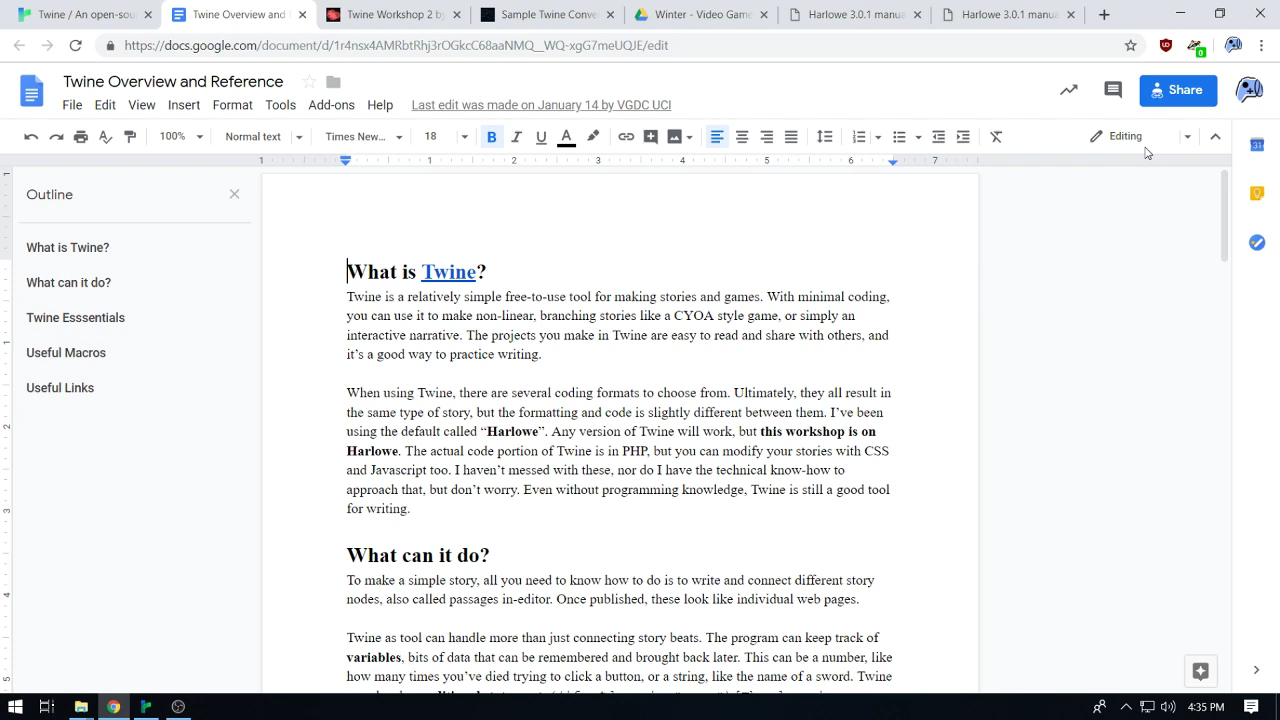 Twine / An open-sour
Twine Overview and R
Twine Workshop 2 by
Sample Twine Conver
Winter - Video Game
Harlowe 3.0.1 manua
Harlowe 3.0.1 manua
Twine Overview and Reference
File Edit View Insert Format Tools Add-ons Help Last edit was made on January 14 by VGDC UCI
Share
100% Normal text Times New... 18 B I U A Editing
1 1 2 3 4 5 6 7
Outline
What is Twine?
What can it do?
Twine Esssentials
Useful Macros
Useful Links
What is Twine?
Twine is a relatively simple free-to-use tool for making stories and games. With minimal coding,
you can use it to make non-linear, branching stories like a CYOA style game, or simply an
interactive narrative. The projects you make in Twine are easy to read and share with others, and
it's a good way to practice writing.
When using Twine, there are several coding formats to choose from. Ultimately, they all result in
the same type of story, but the formatting and code is slightly different between them. I've been
using the default called “Harlowe”. Any version of Twine will work, but this workshop is on
Harlowe. The actual code portion of Twine is in PHP, but you can modify your stories with CSS
and Javascript too. I haven't messed with these, nor do I have the technical know-how to
approach that, but don't worry. Even without programming knowledge, Twine is still a good tool
for writing.
What can it do?
To make a simple story, all you need to know how to do is to write and connect different story
nodes, also called passages in-editor. Once published, these look like individual web pages.
Twine as tool can handle more than just connecting story beats. The program can keep track of
variables, bits of data that can be remembered and brought back later. This can be a number, like
how many times you've died trying to click a button, or a string, like the name of a sword. Twine
4:35 PM